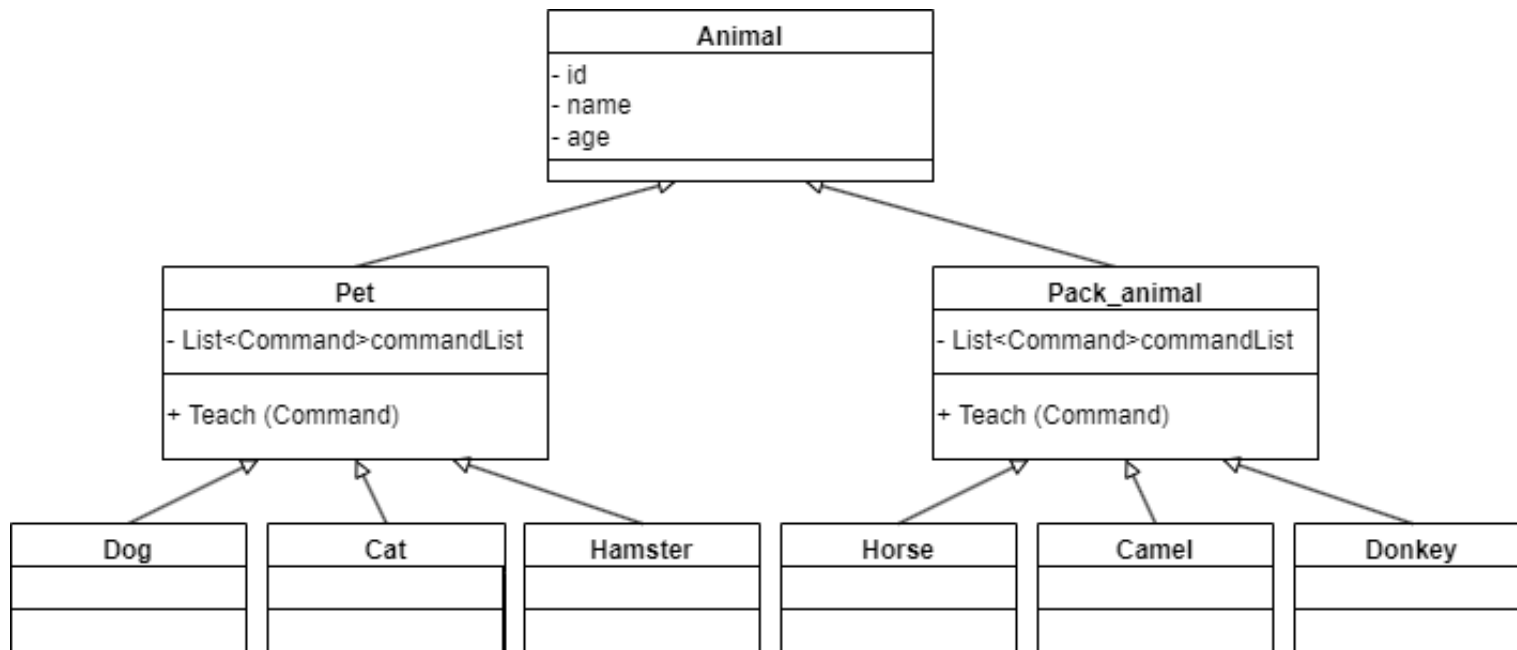 Animal
- id
- name
- age
Pet
- List<Command>commandList
+ Teach (Command)
Pack_animal
- List<Command>commandList
+ Teach (Command)
Dog
Cat
Hamster
Horse
Camel
Donkey